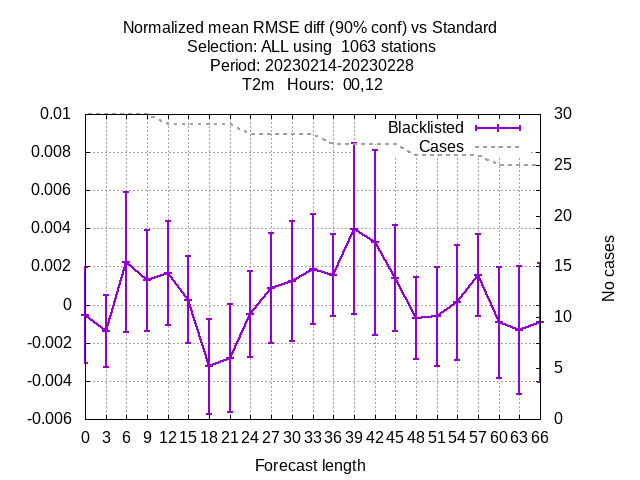 Normalized mean RMSE diff (90% conf) vs Standard
Selection: ALL using  1063 stations
Period: 20230214-20230228
T2m   Hours:  00,12
0.01
0.008
0.006
0.004
0.002
0
-0.002
-0.004
-0.006
Blacklisted
Cases
30
25
20
15
10
5
0
No cases
0 3 6 9 12 15 18 21 24 27 30 33 36 39 42 45 48 51 54 57 60 63 66
Forecast length